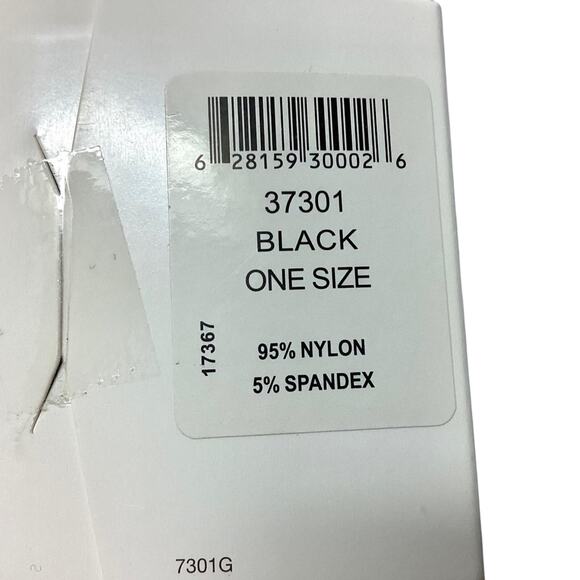 6 28159 30002 6
37301
BLACK
ONE SIZE
17367
95% NYLON
5% SPANDEX
7301G